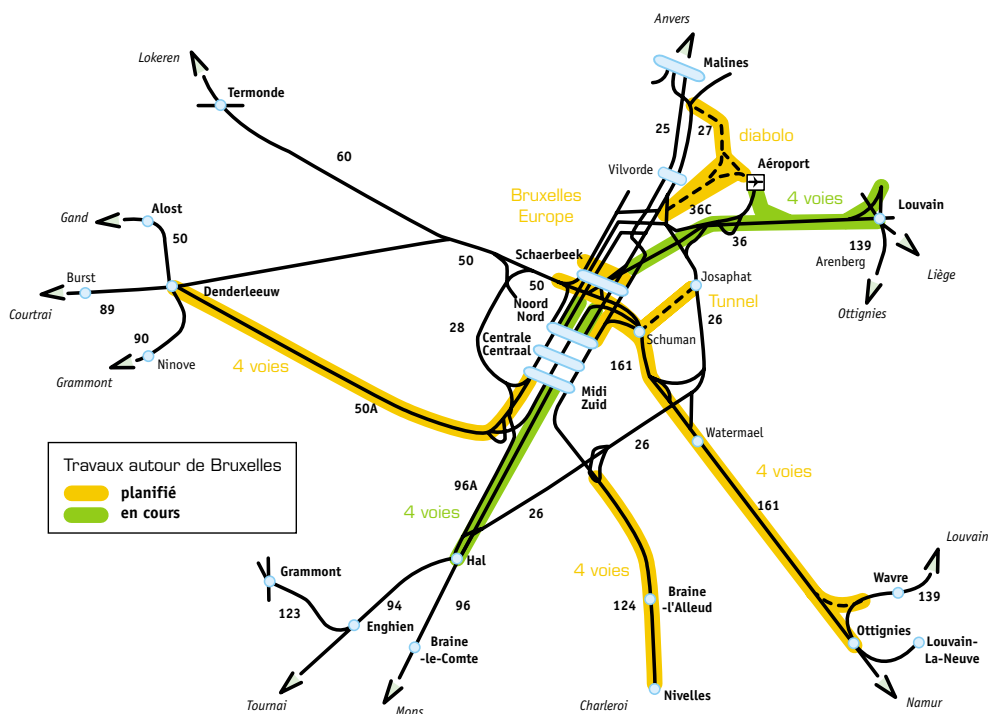 Anvers
Lokeren
Malines
Termonde
25
27
diabolo
60
Vilvorde
Aéroport
Bruxelles
Europe
36C
4 voies
Louvain
Gand
Alost
50
36
139
Arenberg
Liège
Schaerbeek
50
Burst
Denderleeuw
50
Josaphat
Noord
Nord
Tunnel
Ottignies
Courtrai
89
28
26
90
Centrale
Centraal
Schuman
Ninove
4 voies
161
Grammont
Midi
Zuid
50A
Watermael
26
Travaux autour de Bruxelles
planifié
en cours
96A
4 voies
4 voies
161
26
Louvain
Hal
Grammont
4 voies
Wavre
123
94
96
124
Braine
-l'Alleud
139
Enghien
Braine
-le-Comte
Ottignies
Louvain-
La-Neuve
Nivelles
Tournai
Mons
Charleroi
Namur